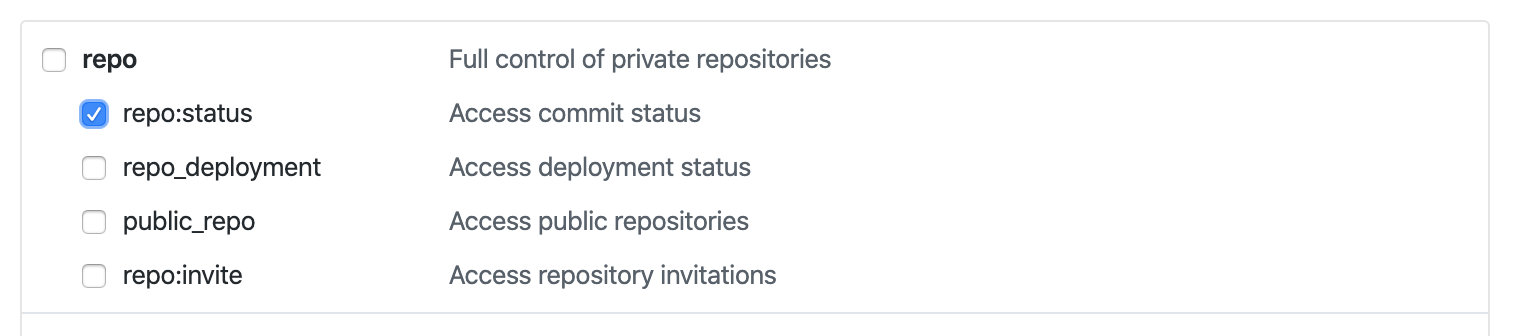 repo Full control of private repositories
repo:status Access commit status
repo_deployment Access deployment status
public_repo Access public repositories
repo:invite Access repository invitations